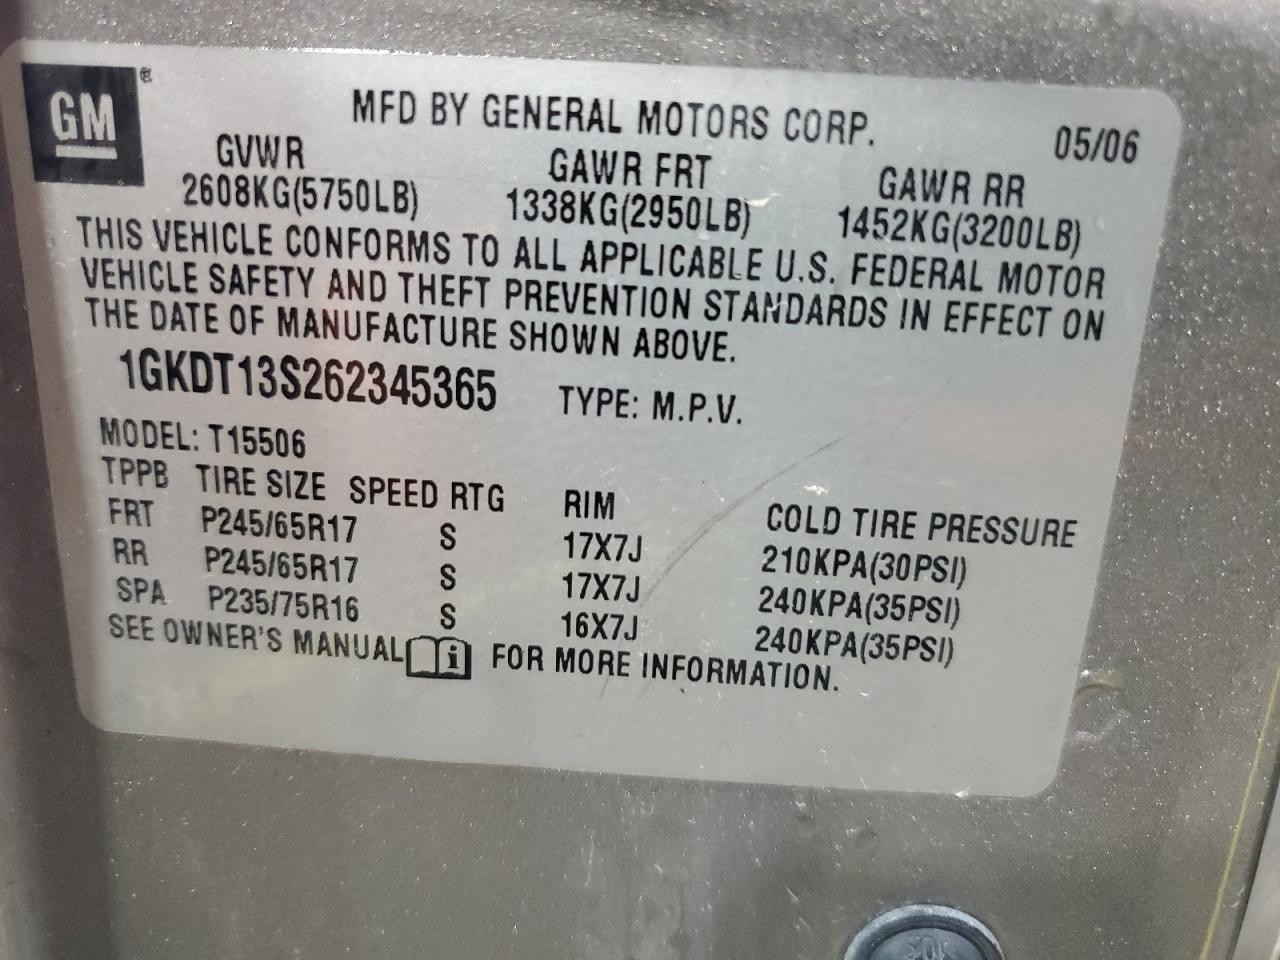 GM ®
MFD BY GENERAL MOTORS CORP. 05/06
GVWR GAWR FRT GAWR RR
2608KG(5750LB) 1338KG(2950LB) 1452KG(3200LB)
THIS VEHICLE CONFORMS TO ALL APPLICABLE U.S. FEDERAL MOTOR
VEHICLE SAFETY AND THEFT PREVENTION STANDARDS IN EFFECT ON
THE DATE OF MANUFACTURE SHOWN ABOVE.
1GKDT13S262345365 TYPE: M.P.V.
MODEL: T15506
TPPB TIRE SIZE SPEED RTG RIM COLD TIRE PRESSURE
FRT P245/65R17 S 17X7J 210KPA(30PSI)
RR P245/65R17 S 17X7J 240KPA(35PSI)
SPA P235/75R16 S 16X7J 240KPA(35PSI)
SEE OWNER'S MANUAL i FOR MORE INFORMATION.